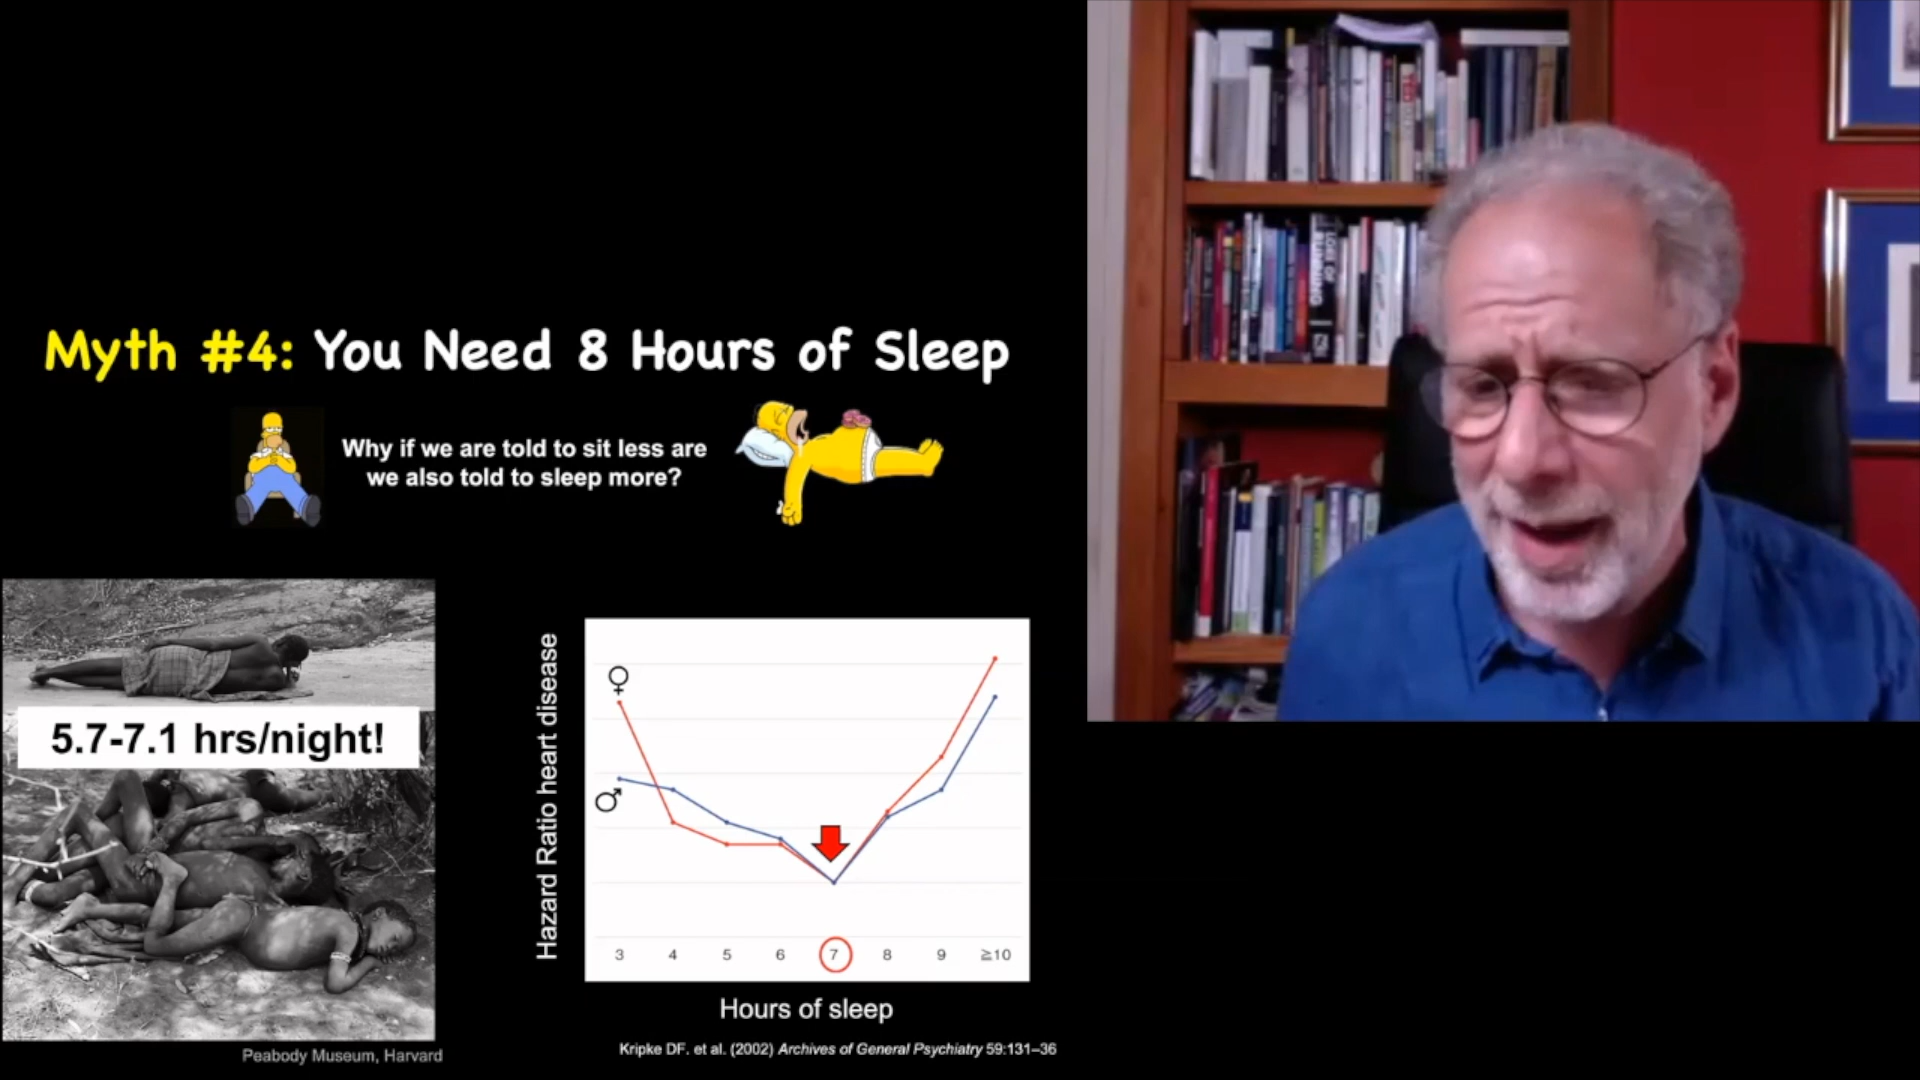 Myth #4: You Need 8 Hours of Sleep
Why if we are told to sit less are
we also told to sleep more?
5.7-7.1 hrs/night!
Peabody Museum, Harvard
Hazard Ratio heart disease
♀
♂
3 4 5 6 7 8 9 ≧10
Hours of sleep
Kripke DF. et al. (2002) Archives of General Psychiatry 59:131–36
TED
RUNNING